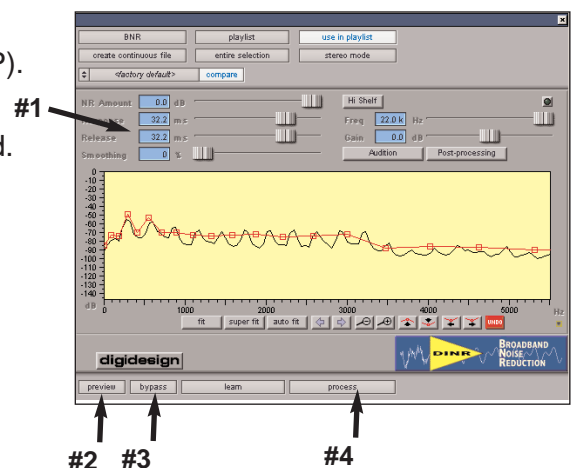 BNR playlist use in playlist
P).
create continuous file entire selection stereo mode
<factory default> compare
#1
NR Amount 0.0 dB Hi Shelf
Response 32.2 ms Freq 22.0 k Hz
d.
Release 32.2 ms Gain 0.0 dB
Smoothing 0 % Audition Post-processing
0
-10
-20
-30
-40
-50
-60
-70
-80
-90
-100
-110
-120
-130
-140
dB 0 1000 2000 3000 4000 5000 Hz
fit super fit auto fit UNDO
digidesign DINR BROADBAND
NOISE
REDUCTION
preview bypass learn process
#2 #3 #4